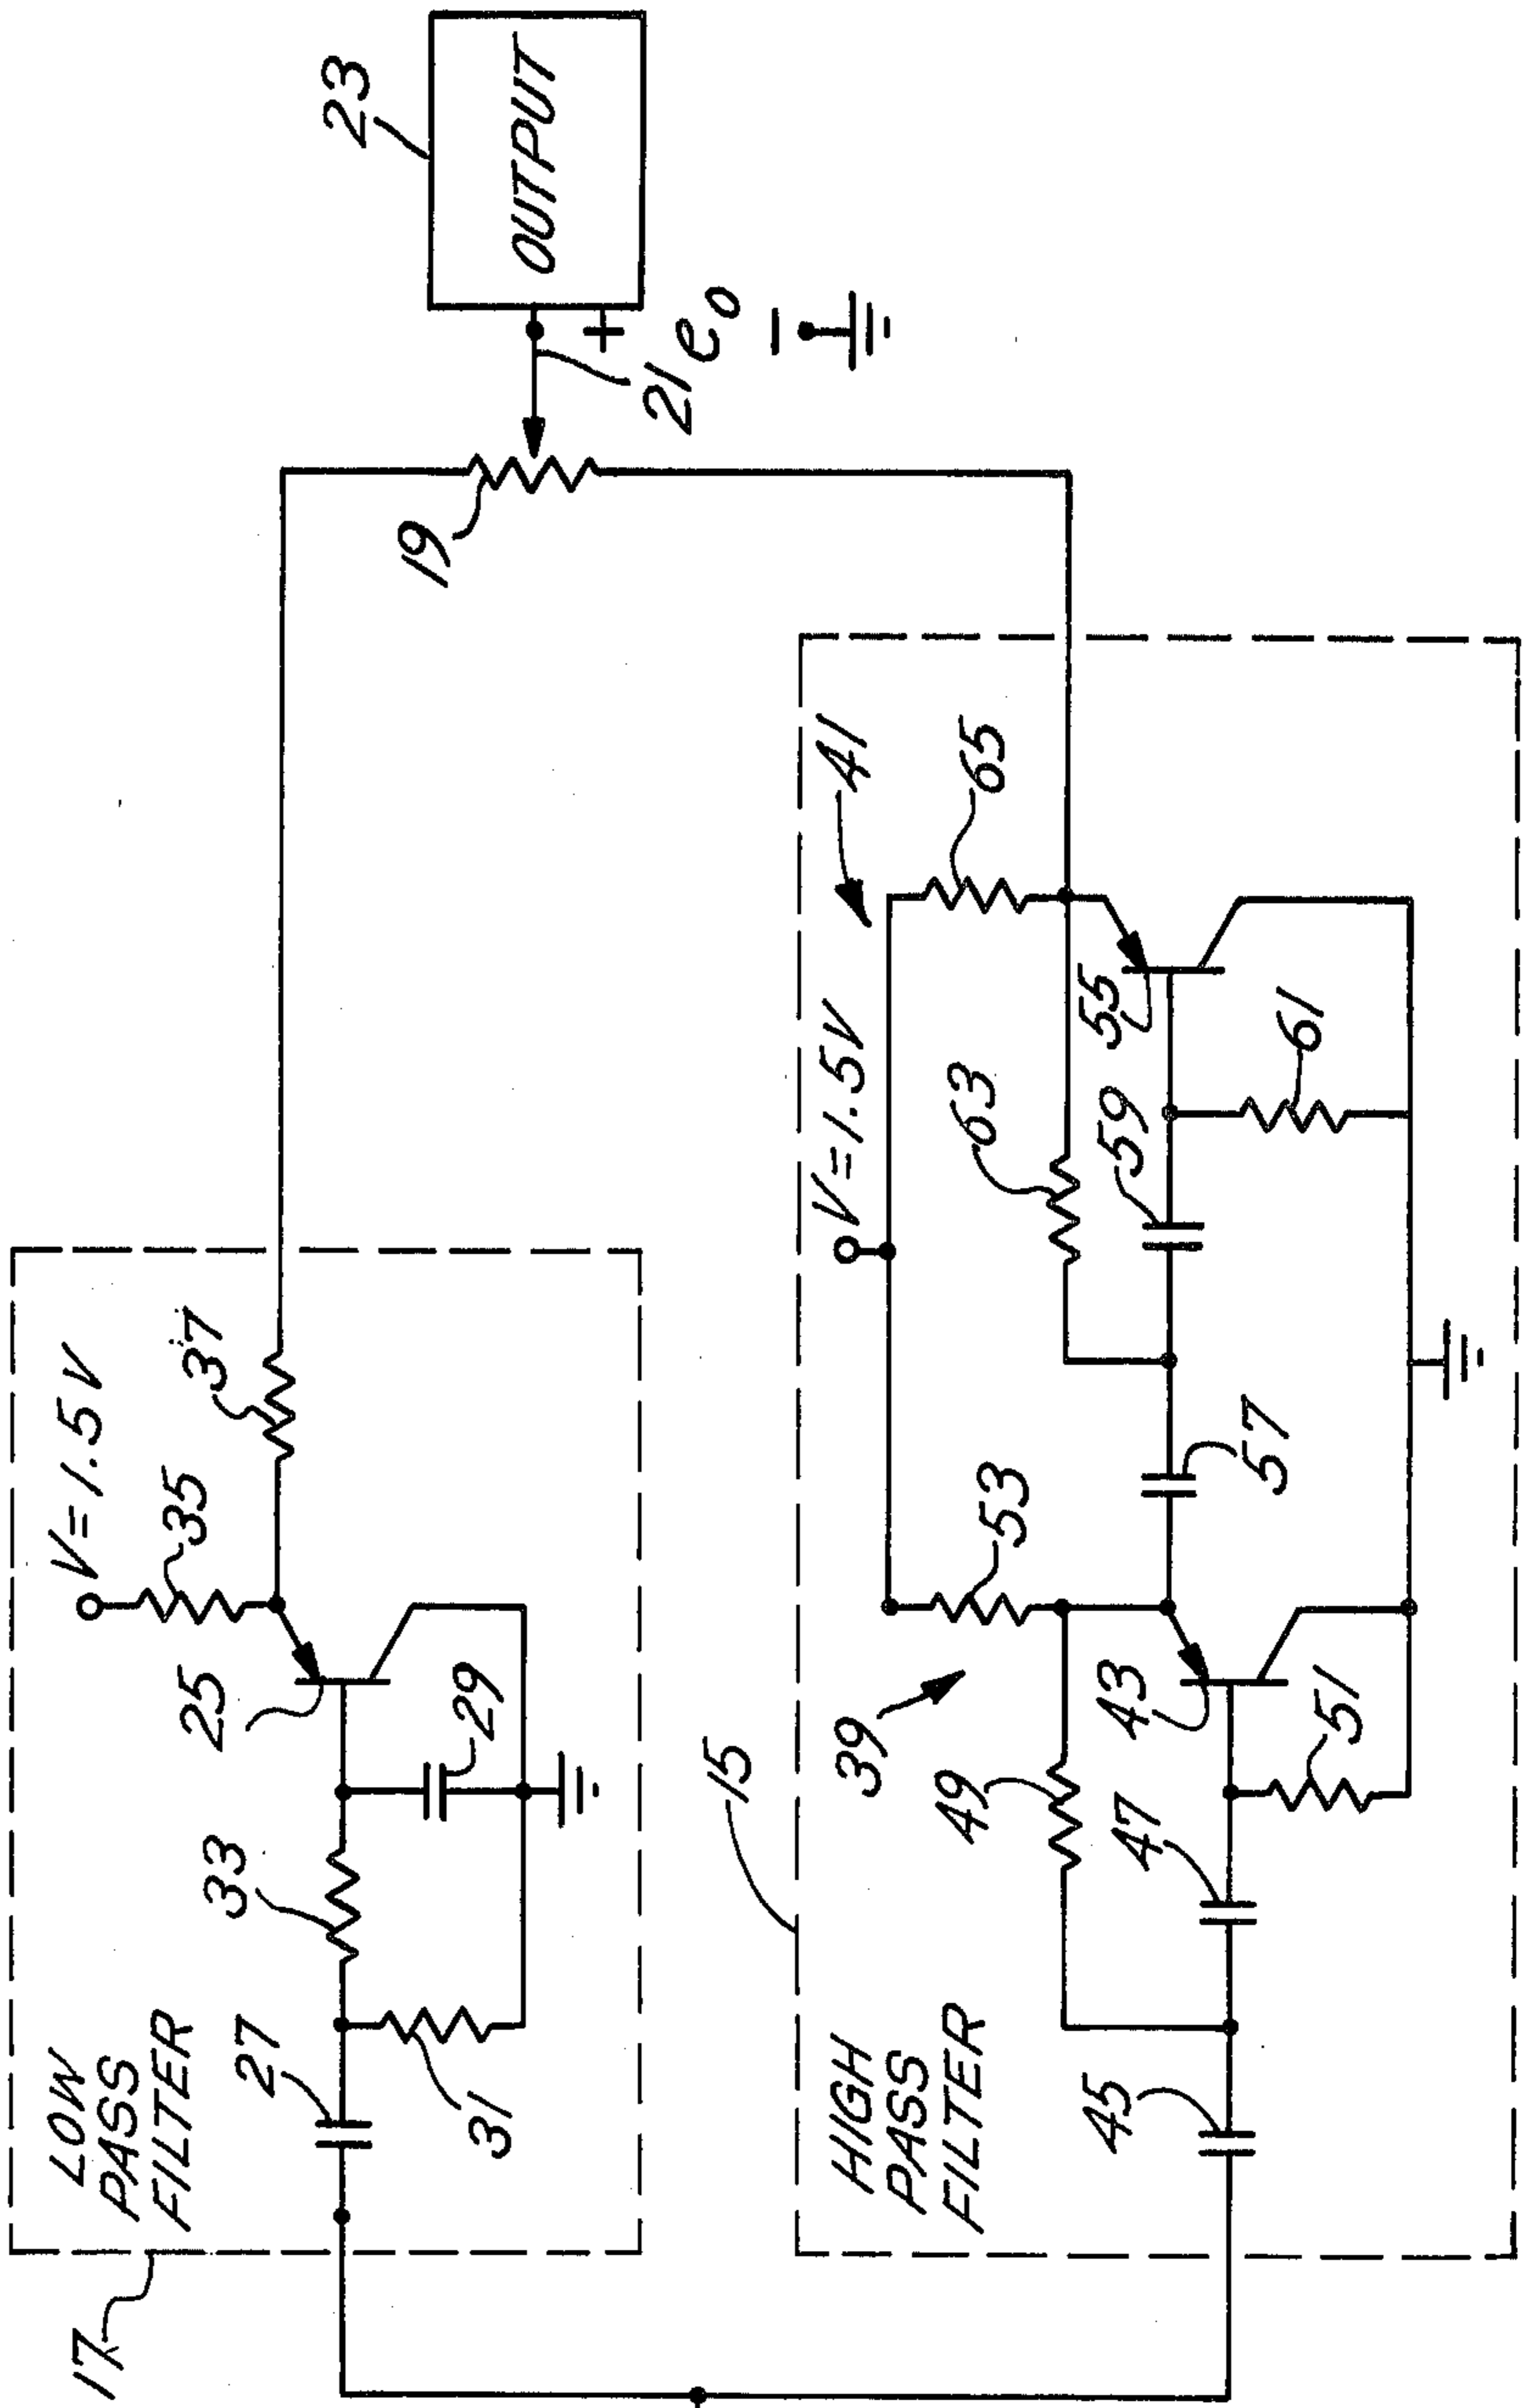 17
LOW
PASS
FILTER
27
31
33
29
25
35
V=1.5V
37
19
21
e0
+
−
23
OUTPUT
15
HIGH
PASS
FILTER
45
47
49
51
43
39
53
57
59
63
V=1.5V
41
65
55
61